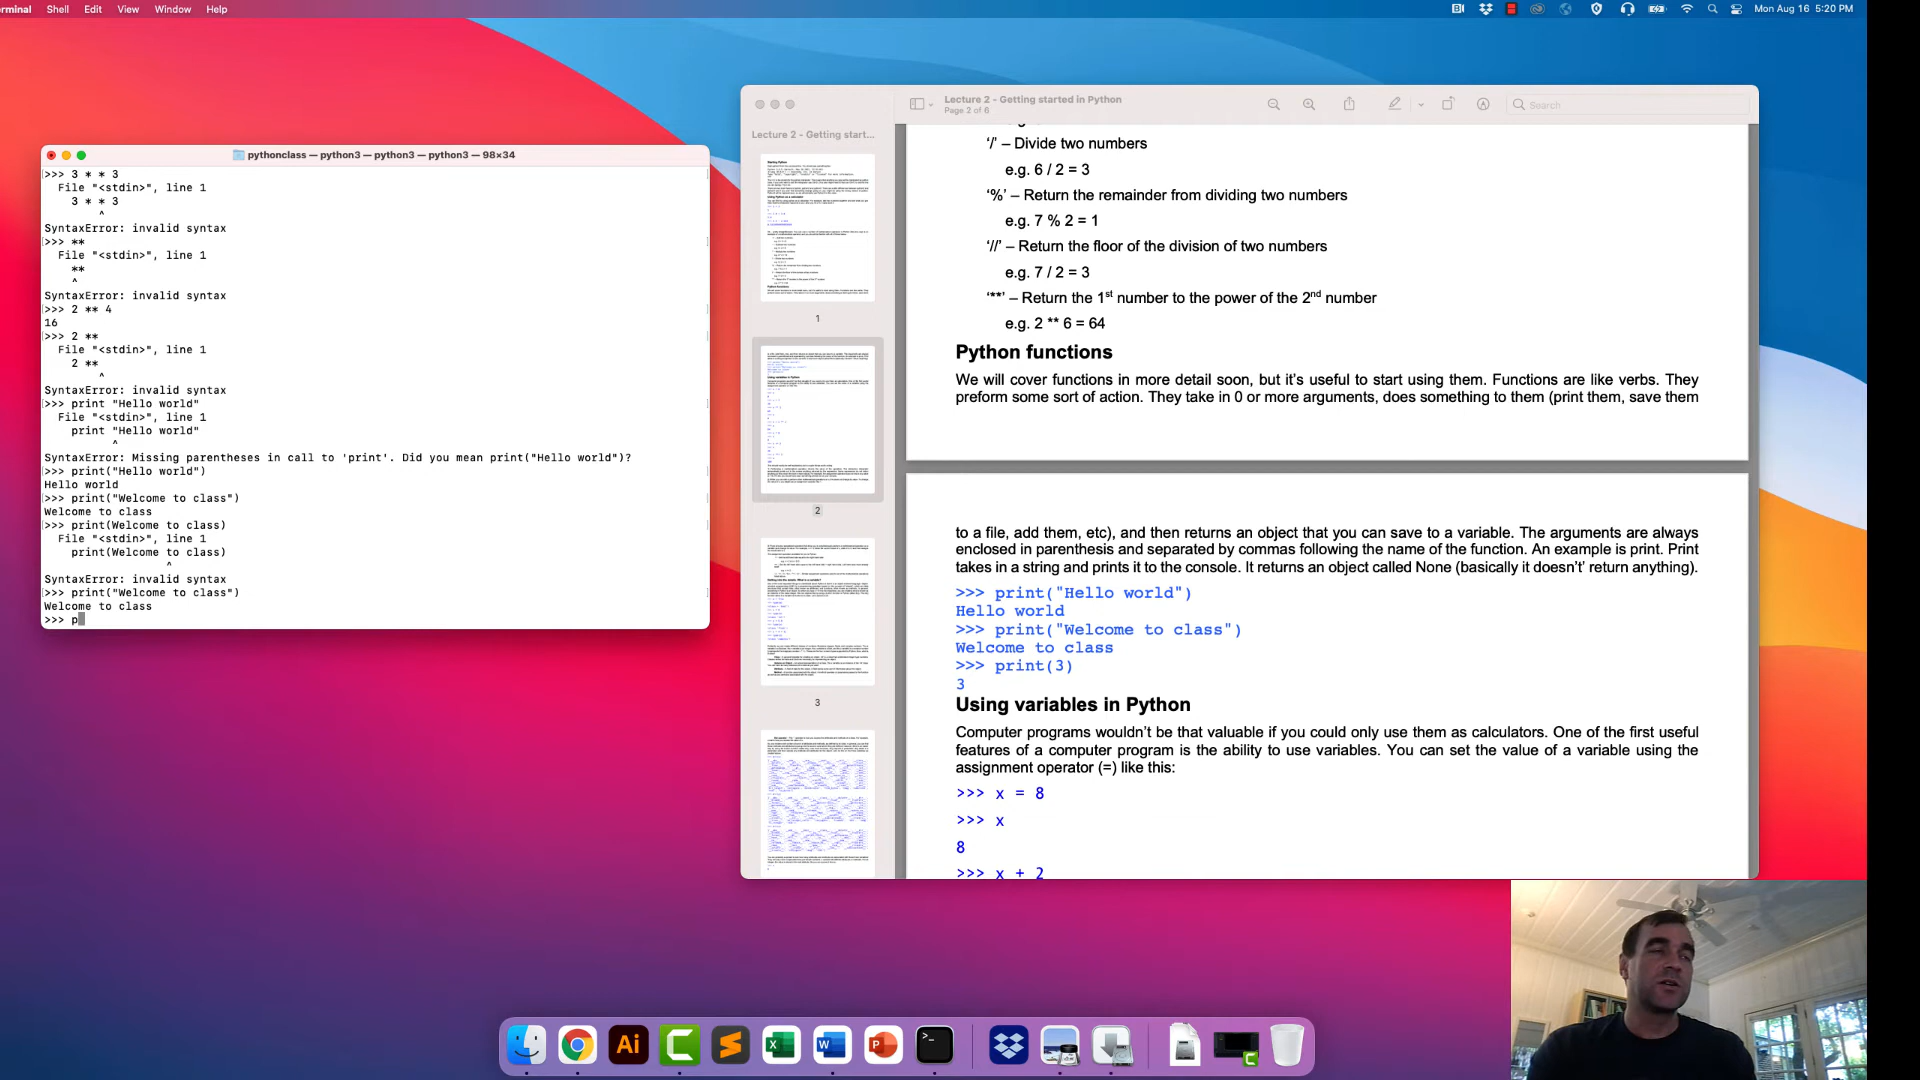 erminal Shell Edit View Window Help
Mon Aug 16 5:20 PM
pythonclass — python3 — python3 — python3 — 98×34
>>> 3 * * 3
File "<stdin>", line 1
3 * * 3
^
SyntaxError: invalid syntax
>>> **
File "<stdin>", line 1
**
^
SyntaxError: invalid syntax
>>> 2 ** 4
16
>>> 2 **
File "<stdin>", line 1
2 **
^
SyntaxError: invalid syntax
>>> print "Hello world"
File "<stdin>", line 1
print "Hello world"
^
SyntaxError: Missing parentheses in call to 'print'. Did you mean print("Hello world")?
>>> print("Hello world")
Hello world
>>> print("Welcome to class")
Welcome to class
>>> print(Welcome to class)
File "<stdin>", line 1
print(Welcome to class)
^
SyntaxError: invalid syntax
>>> print("Welcome to class")
Welcome to class
>>> p
Lecture 2 - Getting started in Python
Page 2 of 6
Search
Lecture 2 - Getting start...
1
2
3
'/' – Divide two numbers
e.g. 6 / 2 = 3
'%' – Return the remainder from dividing two numbers
e.g. 7 % 2 = 1
'//' – Return the floor of the division of two numbers
e.g. 7 / 2 = 3
'**' – Return the 1st number to the power of the 2nd number
e.g. 2 ** 6 = 64
Python functions
We will cover functions in more detail soon, but it's useful to start using them. Functions are like verbs. They
preform some sort of action. They take in 0 or more arguments, does something to them (print them, save them
to a file, add them, etc), and then returns an object that you can save to a variable. The arguments are always
enclosed in parenthesis and separated by commas following the name of the function. An example is print. Print
takes in a string and prints it to the console. It returns an object called None (basically it doesn't' return anything).
>>> print("Hello world")
Hello world
>>> print("Welcome to class")
Welcome to class
>>> print(3)
3
Using variables in Python
Computer programs wouldn't be that valuable if you could only use them as calculators. One of the first useful
features of a computer program is the ability to use variables. You can set the value of a variable using the
assignment operator (=) like this:
>>> x = 8
>>> x
8
>>> x + 2
Ai
X
W
P
>_